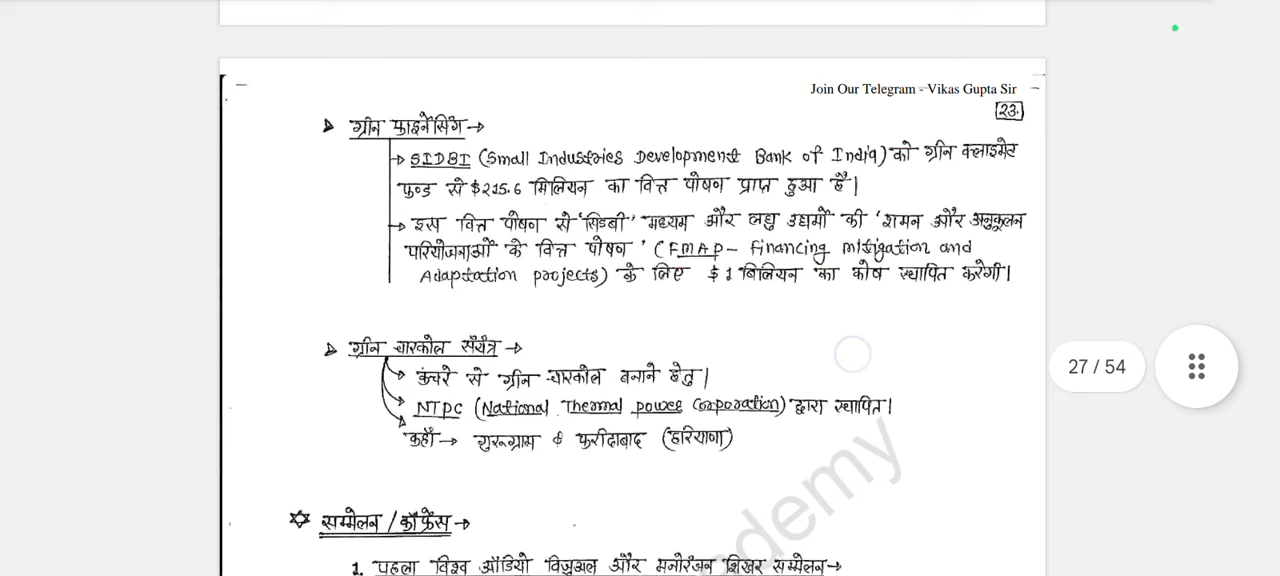 Join Our Telegram - Vikas Gupta Sir
23.
ग्रीन फाइनेंसिंग →
→ SIDBI (Small Industries Development Bank of India) को ग्रीन क्लाइमेट
फुण्ड से $215.6 मिलियन का वित्त पोषण प्राप्त हुआ है।
→ इस वित्त पोषण से 'सिडबी' मध्यम और लघु उद्यमों की 'शमन और अनुकूलन
परियोजनाओं के वित्त पोषण' (FMAP - Financing Mitigation and
Adaptation projects) के लिए $1 बिलियन का कोष स्थापित करेगी।
ग्रीन चारकोल संयंत्र →
कचरे से ग्रीन चारकोल बनाने हेतु।
NTPC (National Thermal power Corporation) द्वारा स्थापित।
कहाँ → गुरूग्राम & फरीदाबाद (हरियाणा)
27 / 54
सम्मेलन / कॉन्फ्रेंस →
1. पहला विश्व ऑडियो विजुअल और मनोरंजन शिखर सम्मेलन →